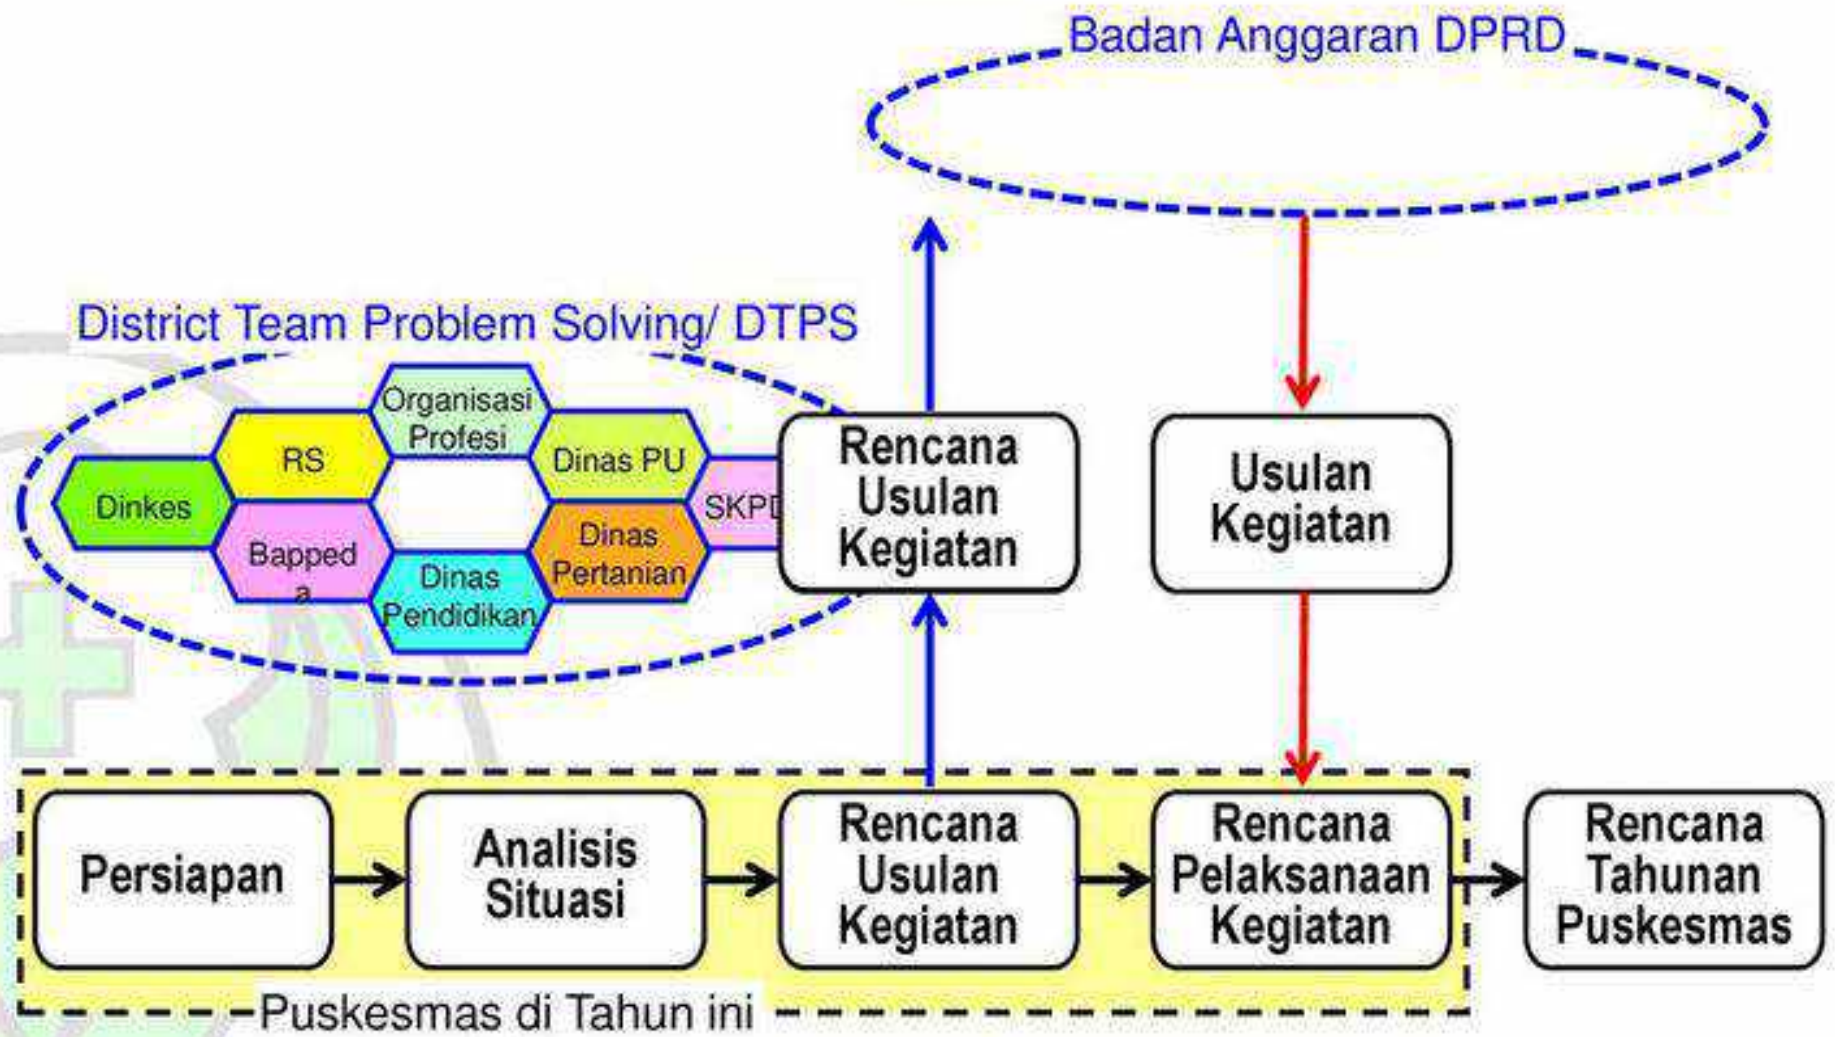 Badan Anggaran DPRD
District Team Problem Solving/ DTPS
Organisasi
Profesi
RS
Dinas PU
Dinkes
SKPD
Bapped
a
Dinas
Pertanian
Dinas
Pendidikan
Rencana
Usulan
Kegiatan
Usulan
Kegiatan
Persiapan
Analisis
Situasi
Rencana
Usulan
Kegiatan
Rencana
Pelaksanaan
Kegiatan
Rencana
Tahunan
Puskesmas
Puskesmas di Tahun ini